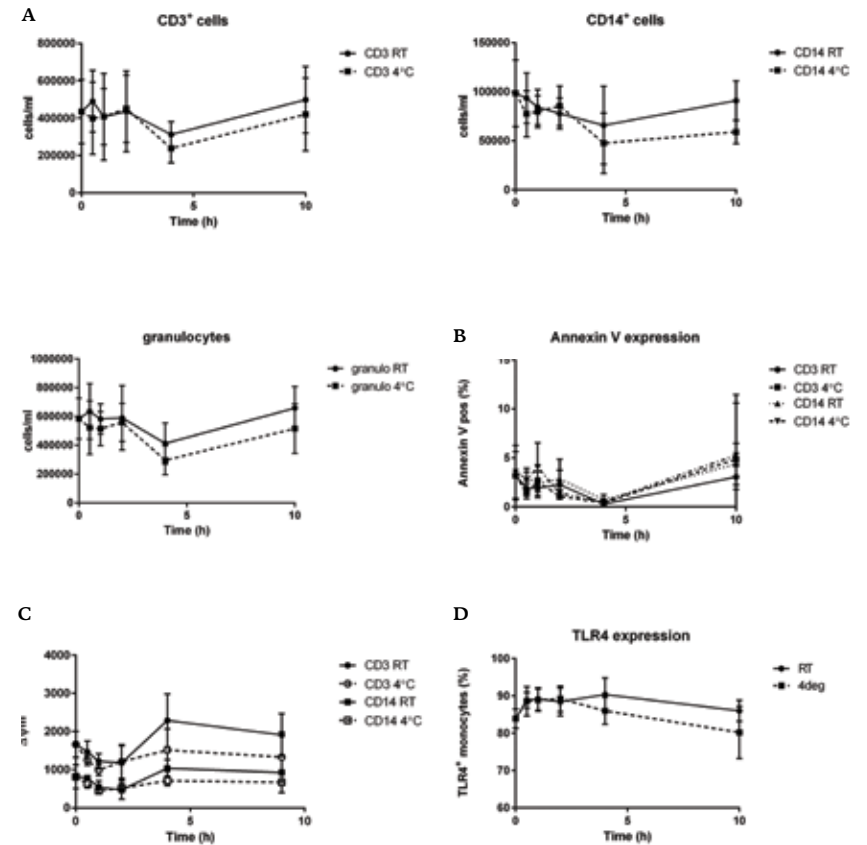 A
CD3⁺ cells
800000
600000
400000
200000
0
cells/ml
0 5 10
Time (h)
CD3 RT
CD3 4°C
CD14⁺ cells
150000
100000
50000
0
cells/ml
0 5 10
Time (h)
CD14 RT
CD14 4°C
granulocytes
1000000
800000
600000
400000
200000
0
cells/ml
0 5 10
Time (h)
granulo RT
granulo 4°C
B
Annexin V expression
15
10
5
0
Annexin V pos (%)
0 5 10
Time (h)
CD3 RT
CD3 4°C
CD14 RT
CD14 4°C
C
4000
3000
2000
1000
0
0 5 10
Time (h)
CD3 RT
CD3 4°C
CD14 RT
CD14 4°C
D
TLR4 expression
100
90
80
70
60
TLR4⁺ monocytes (%)
0 5 10
Time (h)
RT
4deg